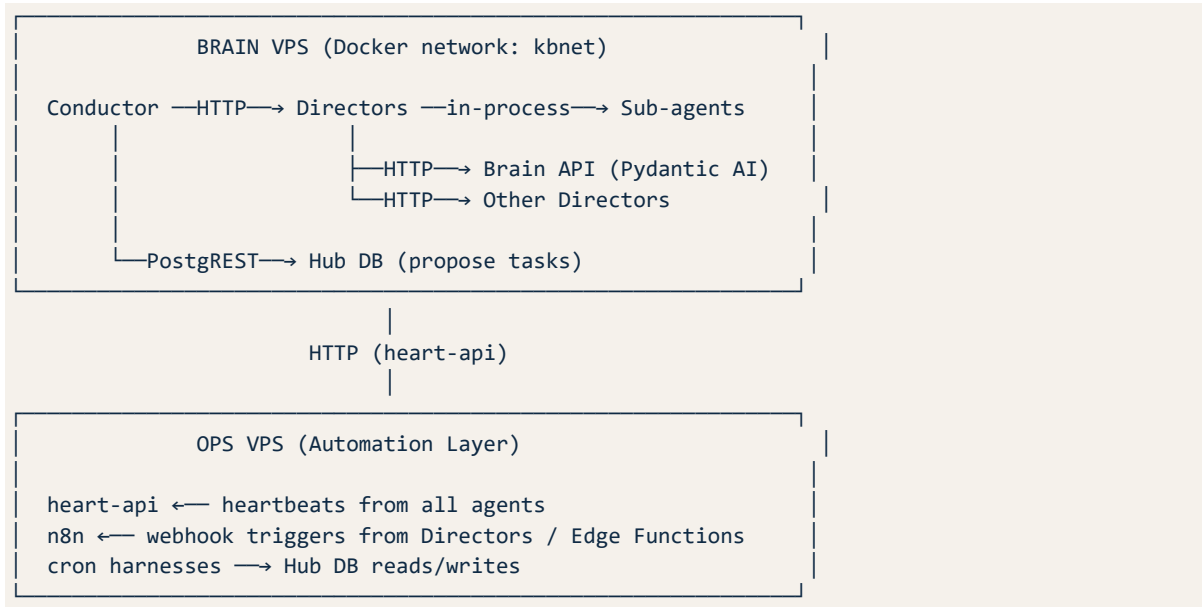 BRAIN VPS (Docker network: kbnet)
Conductor ──HTTP──→ Directors ──in-process──→ Sub-agents
├──HTTP──→ Brain API (Pydantic AI)
└──HTTP──→ Other Directors
└──PostgREST──→ Hub DB (propose tasks)
HTTP (heart-api)
OPS VPS (Automation Layer)
heart-api ←── heartbeats from all agents
n8n ←── webhook triggers from Directors / Edge Functions
cron harnesses ──→ Hub DB reads/writes